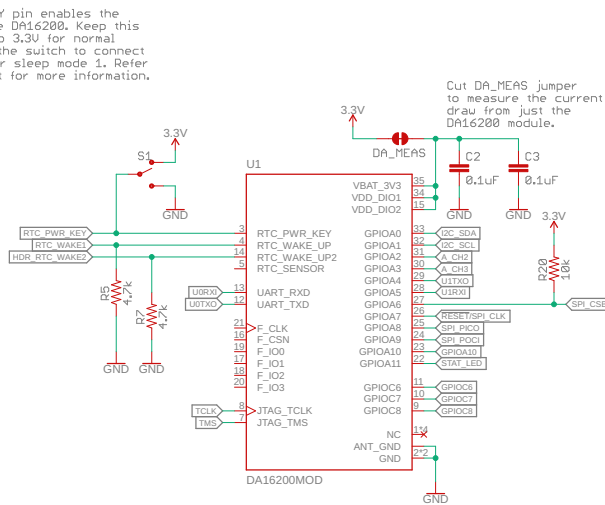 Y pin enables the
e DA16200. Keep this
o 3.3V for normal
the switch to connect
r sleep mode 1. Refer
t for more information.
Cut DA_MEAS jumper
to measure the current
draw from just the
DA16200 module.
3.3V
DA_MEAS
C2
0.1uF
C3
0.1uF
GND
GND
3.3V
S1
GND
U1
RTC_PWR_KEY
RTC_WAKE1
HDR_RTC_WAKE2
R5
4.7k
R7
4.7k
GND
GND
U0RXI
U0TXO
TCLK
TMS
3 RTC_PWR_KEY
4 RTC_WAKE_UP
14 RTC_WAKE_UP2
5 RTC_SENSOR
13 UART_RXD
12 UART_TXD
21 F_CLK
16 F_CSN
19 F_IO0
17 F_IO1
18 F_IO2
20 F_IO3
8 JTAG_TCLK
7 JTAG_TMS
VBAT_3V3 35
VDD_DIO1 34
VDD_DIO2 15
GPIOA0 33 I2C_SDA
GPIOA1 32 I2C_SCL
GPIOA2 31 A_CH2
GPIOA3 30 A_CH3
GPIOA4 29 U1TXO
GPIOA5 28 U1RXI
GPIOA6 27 SPI_CSB
GPIOA7 26 RESET/SPI_CLK
GPIOA8 25 SPI_PICO
GPIOA9 24 SPI_POCI
GPIOA10 23 GPIOA10
GPIOA11 22 STAT_LED
GPIOC6 11 GPIOC6
GPIOC7 10 GPIOC7
GPIOC8 9 GPIOC8
NC 1*4
ANT_GND
GND 2*2
3.3V
R20
10k
GND
DA16200MOD